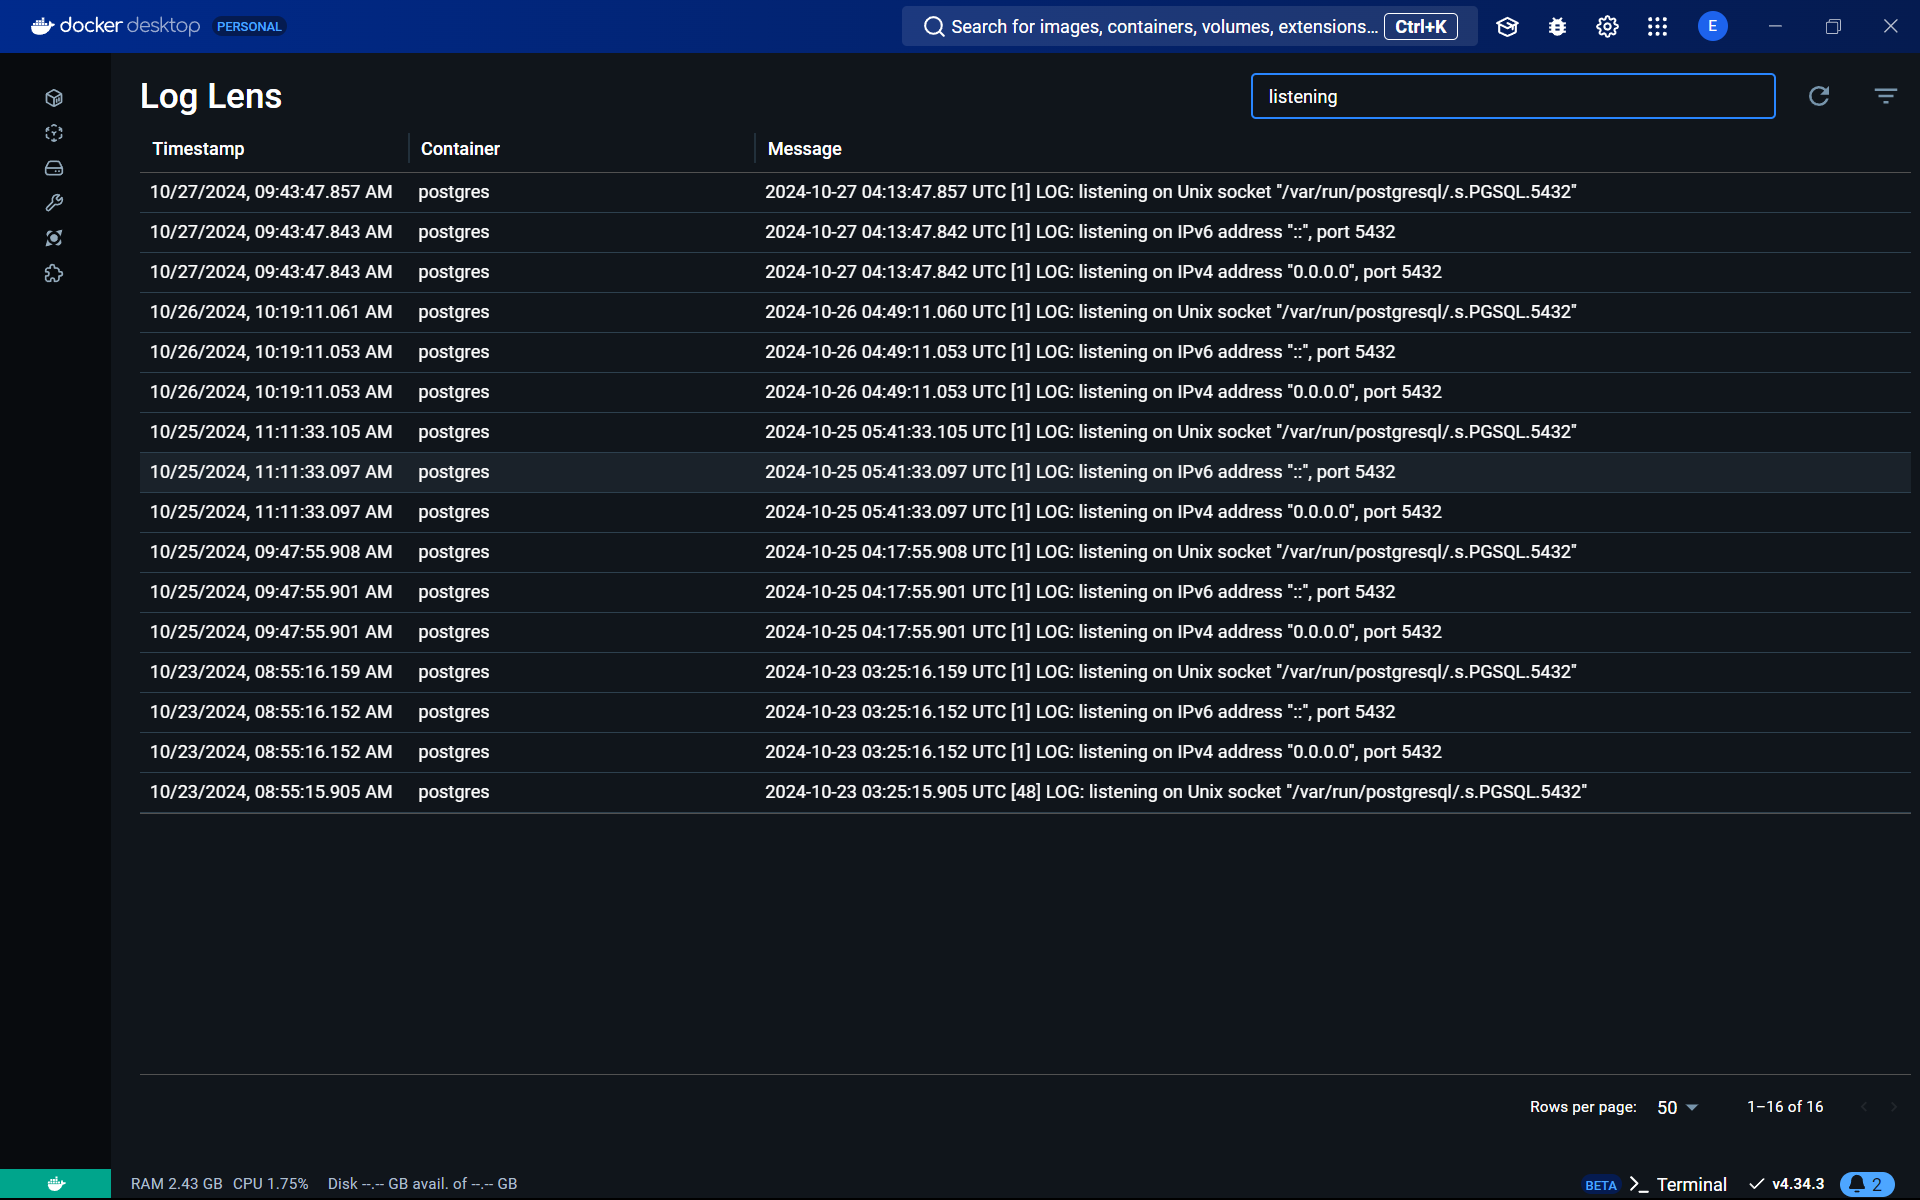 docker desktop PERSONAL
Search for images, containers, volumes, extensions... Ctrl+K
E
Log Lens
listening
Timestamp Container Message
10/27/2024, 09:43:47.857 AM postgres 2024-10-27 04:13:47.857 UTC [1] LOG: listening on Unix socket "/var/run/postgresql/.s.PGSQL.5432"
10/27/2024, 09:43:47.843 AM postgres 2024-10-27 04:13:47.842 UTC [1] LOG: listening on IPv6 address "::", port 5432
10/27/2024, 09:43:47.843 AM postgres 2024-10-27 04:13:47.842 UTC [1] LOG: listening on IPv4 address "0.0.0.0", port 5432
10/26/2024, 10:19:11.061 AM postgres 2024-10-26 04:49:11.060 UTC [1] LOG: listening on Unix socket "/var/run/postgresql/.s.PGSQL.5432"
10/26/2024, 10:19:11.053 AM postgres 2024-10-26 04:49:11.053 UTC [1] LOG: listening on IPv6 address "::", port 5432
10/26/2024, 10:19:11.053 AM postgres 2024-10-26 04:49:11.053 UTC [1] LOG: listening on IPv4 address "0.0.0.0", port 5432
10/25/2024, 11:11:33.105 AM postgres 2024-10-25 05:41:33.105 UTC [1] LOG: listening on Unix socket "/var/run/postgresql/.s.PGSQL.5432"
10/25/2024, 11:11:33.097 AM postgres 2024-10-25 05:41:33.097 UTC [1] LOG: listening on IPv6 address "::", port 5432
10/25/2024, 11:11:33.097 AM postgres 2024-10-25 05:41:33.097 UTC [1] LOG: listening on IPv4 address "0.0.0.0", port 5432
10/25/2024, 09:47:55.908 AM postgres 2024-10-25 04:17:55.908 UTC [1] LOG: listening on Unix socket "/var/run/postgresql/.s.PGSQL.5432"
10/25/2024, 09:47:55.901 AM postgres 2024-10-25 04:17:55.901 UTC [1] LOG: listening on IPv6 address "::", port 5432
10/25/2024, 09:47:55.901 AM postgres 2024-10-25 04:17:55.901 UTC [1] LOG: listening on IPv4 address "0.0.0.0", port 5432
10/23/2024, 08:55:16.159 AM postgres 2024-10-23 03:25:16.159 UTC [1] LOG: listening on Unix socket "/var/run/postgresql/.s.PGSQL.5432"
10/23/2024, 08:55:16.152 AM postgres 2024-10-23 03:25:16.152 UTC [1] LOG: listening on IPv6 address "::", port 5432
10/23/2024, 08:55:16.152 AM postgres 2024-10-23 03:25:16.152 UTC [1] LOG: listening on IPv4 address "0.0.0.0", port 5432
10/23/2024, 08:55:15.905 AM postgres 2024-10-23 03:25:15.905 UTC [48] LOG: listening on Unix socket "/var/run/postgresql/.s.PGSQL.5432"
Rows per page: 50 1–16 of 16
RAM 2.43 GB CPU 1.75% Disk --.-- GB avail. of --.-- GB
BETA >_ Terminal v4.34.3 2